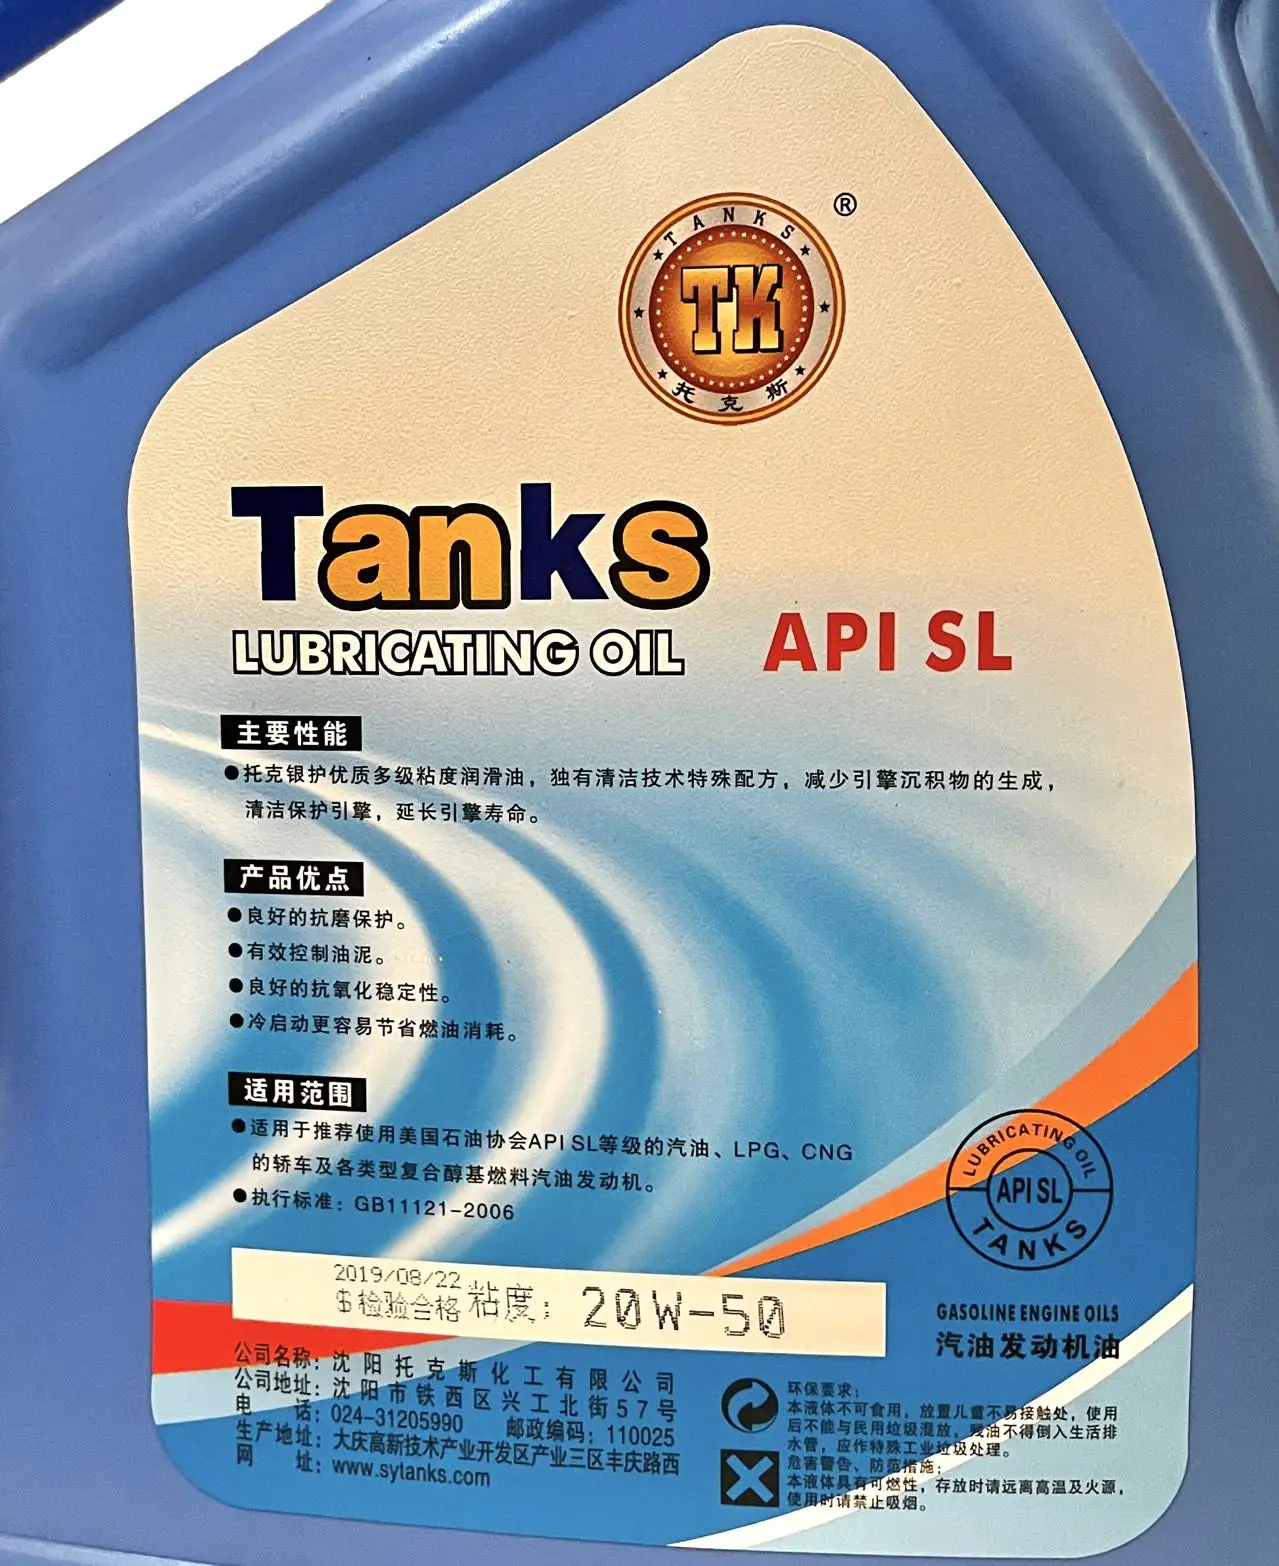 TANKS
®
TK
托克斯
Tanks
LUBRICATING OIL
API SL
主要性能
●托克银护优质多级粘度润滑油，独有清洁技术特殊配方，减少引擎沉积物的生成，
清洁保护引擎，延长引擎寿命。
产品优点
●良好的抗磨保护。
●有效控制油泥。
●良好的抗氧化稳定性。
●冷启动更容易节省燃油消耗。
适用范围
●适用于推荐使用美国石油协会API SL等级的汽油、LPG、CNG
的轿车及各类型复合醇基燃料汽油发动机。
●执行标准：GB11121-2006
LUBRICATING OIL
API SL
TANKS
GASOLINE ENGINE OILS
汽油发动机油
2019/08/22
$检验合格 粘度：20W-50
公司名称：沈阳托克斯化工有限公司
公司地址：沈阳市铁西区兴工北街57号
电 话：024-31205990 邮政编码：110025
生产地址：大庆高新技术产业开发区产业三区丰庆路西
网 址：www.sytanks.com
环保要求：
本液体不可食用，放置儿童不易接触处，使用
后不能与民用垃圾混放，残油不得倒入生活排
水管，应作特殊工业垃圾处理。
危害警告、防范措施：
本液体具有可燃性，存放时请远离高温及火源，
使用时请禁止吸烟。